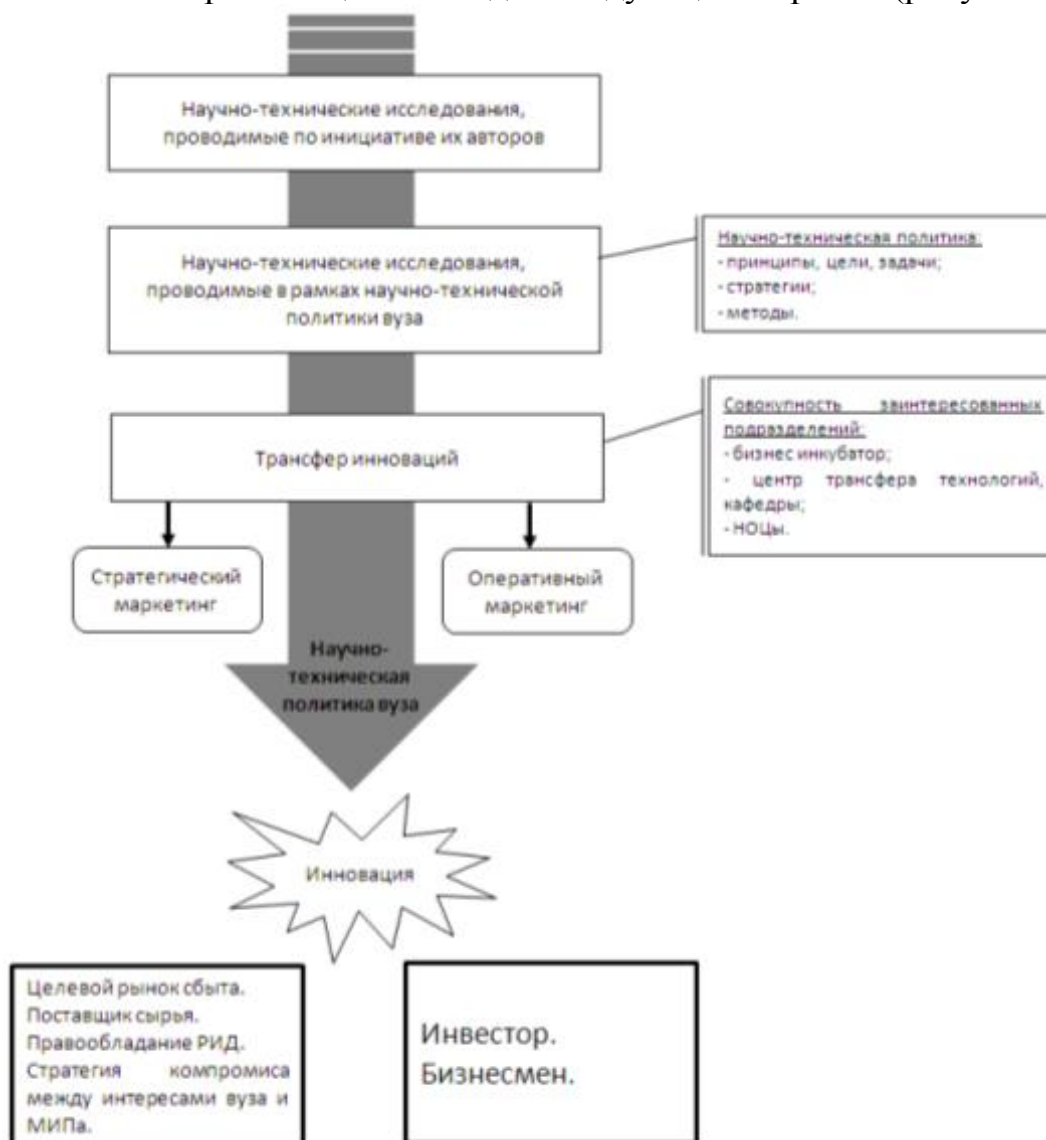 Научно-технические исследования,
проводимые по инициативе их авторов
Научно-технические исследования,
проводимые в рамках научно-технической
политики вуза
Научно-техническая политика:
- принципы, цели, задачи;
- стратегии;
- методы.
Трансфер инноваций
Совокупность заинтересованных
подразделений:
- бизнес инкубатор;
- центр трансфера технологий,
кафедры;
- НОЦы.
Стратегический
маркетинг
Оперативный
маркетинг
Научно-
техническая
политика вуза
Инновация
Целевой рынок сбыта.
Поставщик сырья.
Правообладание РИД.
Стратегия компромиса
между интересами вуза и
МИПа.
Инвестор.
Бизнесмен.